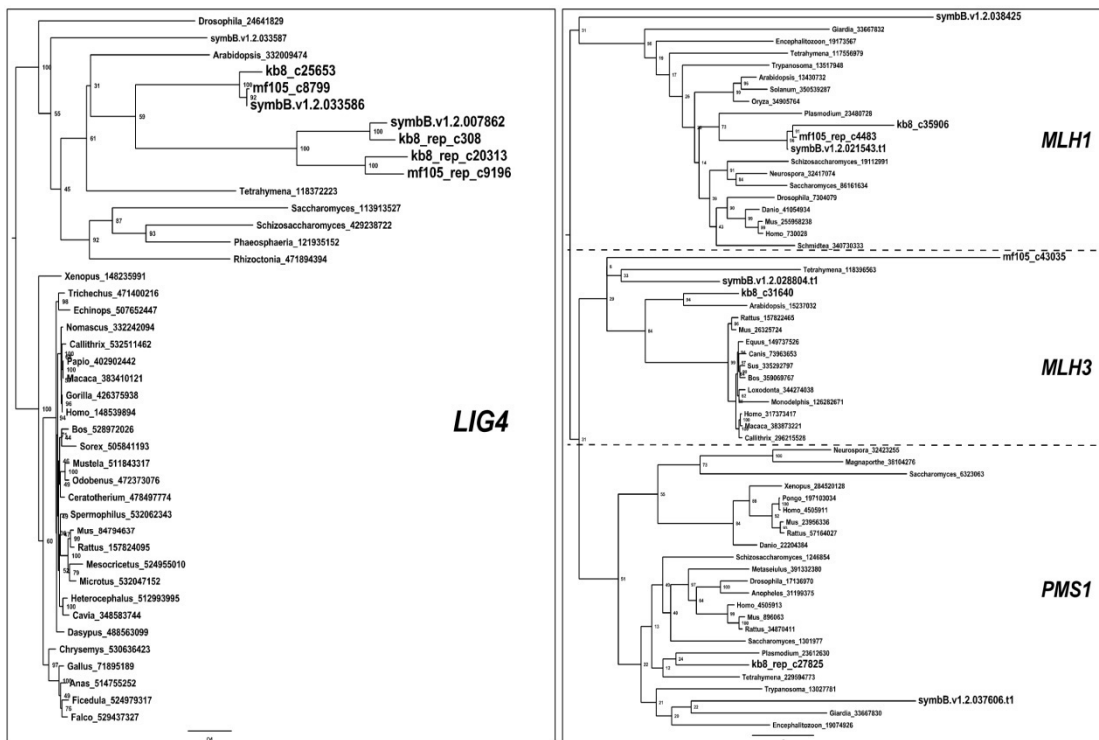 Drosophila_24641829
symbB.v1.2.033587
Arabidopsis_332009474
kb8_c25653
mf105_c8799
symbB.v1.2.033586
symbB.v1.2.007862
kb8_rep_c308
kb8_rep_c20313
mf105_rep_c9196
Tetrahymena_118372223
Saccharomyces_113913527
Schizosaccharomyces_429238722
Phaeosphaeria_121935152
Rhizoctonia_471894394
Xenopus_148235991
Trichechus_471400216
Echinops_507652447
Nomascus_332242094
Callithrix_532511462
Papio_402902442
Macaca_383410121
Gorilla_426375938
Homo_148539894
Bos_528972026
Sorex_505841193
Mustela_511843317
Odobenus_472373076
Ceratotherium_478497774
Spermophilus_532062343
Mus_84794637
Rattus_157824095
Mesocricetus_524955010
Microtus_532047152
Heterocephalus_512993995
Cavia_348583744
Dasypus_488563099
Chrysemys_530636423
Gallus_71895189
Anas_514755252
Ficedula_524979317
Falco_529437327
LIG4
symbB.v1.2.038425
Giardia_33667832
Encephalitozoon_19173567
Tetrahymena_117556979
Trypanosoma_13517948
Arabidopsis_13430732
Solanum_350539287
Oryza_34905764
Plasmodium_23480728
kb8_c35906
mf105_rep_c4483
symbB.v1.2.021543.t1
Schizosaccharomyces_19112991
Neurospora_32417074
Saccharomyces_86161634
Drosophila_7304079
Danio_41054934
Mus_255958238
Homo_730028
Schmidtea_340730333
MLH1
mf105_c43035
Tetrahymena_118396563
symbB.v1.2.028804.t1
kb8_c31640
Arabidopsis_15237032
Rattus_157822465
Mus_26325724
Equus_149737526
Canis_73963653
Sus_335292797
Bos_359069767
Loxodonta_344274038
Monodelphis_126282671
Homo_317373417
Macaca_383873221
Callithrix_296215528
MLH3
Neurospora_32423255
Magnaporthe_38104276
Saccharomyces_6323063
Xenopus_284520128
Pongo_197103034
Homo_4505911
Mus_23956336
Rattus_57164027
Danio_22204384
Schizosaccharomyces_1246854
Metaseiulus_391332380
Drosophila_17136970
Anopheles_31199375
Homo_4505913
Mus_896063
Rattus_34870411
Saccharomyces_1301977
Plasmodium_23612630
kb8_rep_c27825
Tetrahymena_229594773
Trypanosoma_13027781
symbB.v1.2.037606.t1
Giardia_33667830
Encephalitozoon_19074926
PMS1